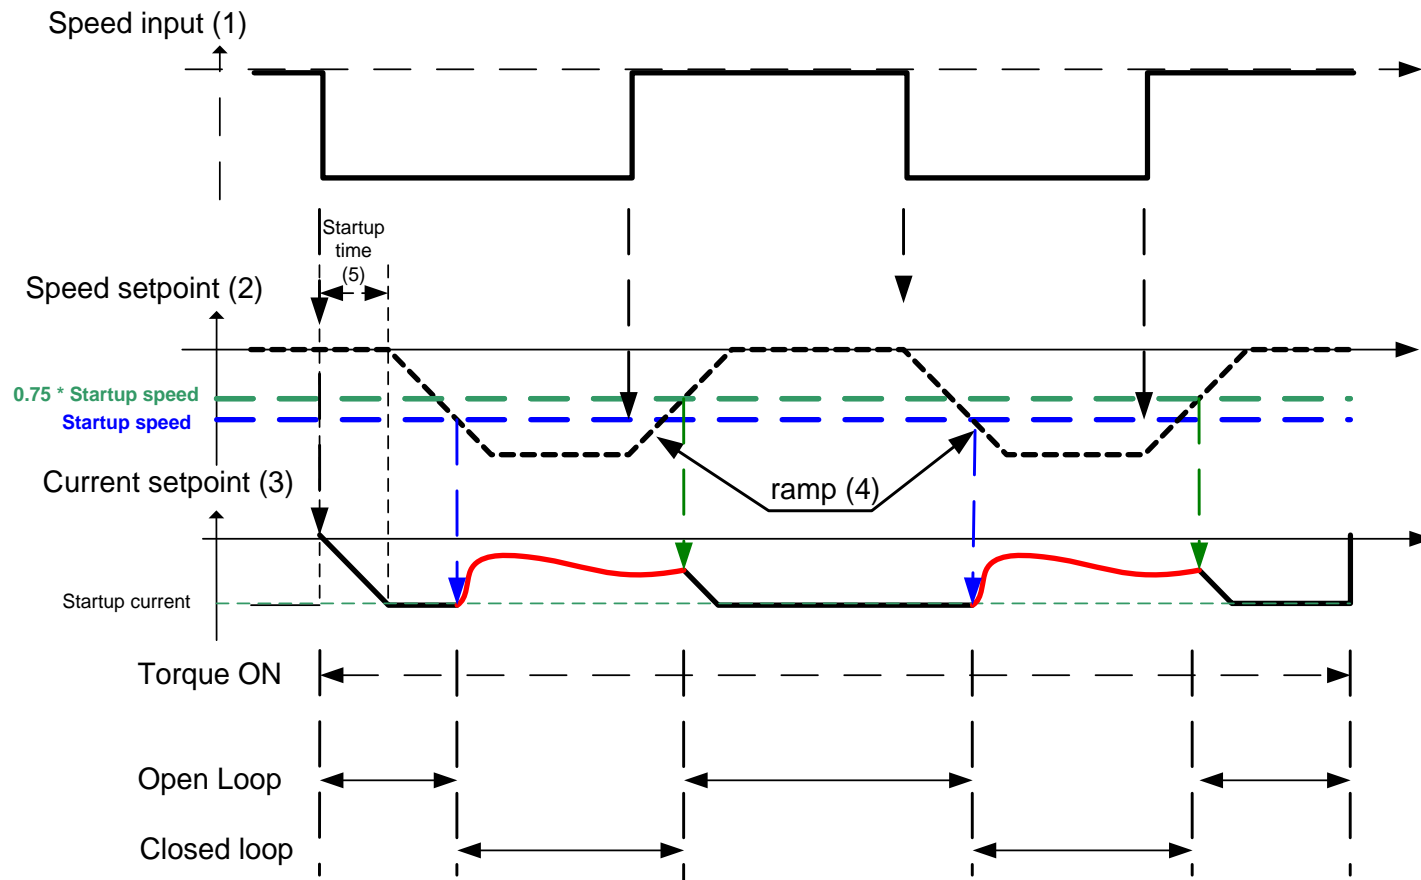 Speed input (1)
Startup
time
(5)
Speed setpoint (2)
0.75 * Startup speed
Startup speed
Current setpoint (3)
ramp (4)
Startup current
Torque ON
Open Loop
Closed loop